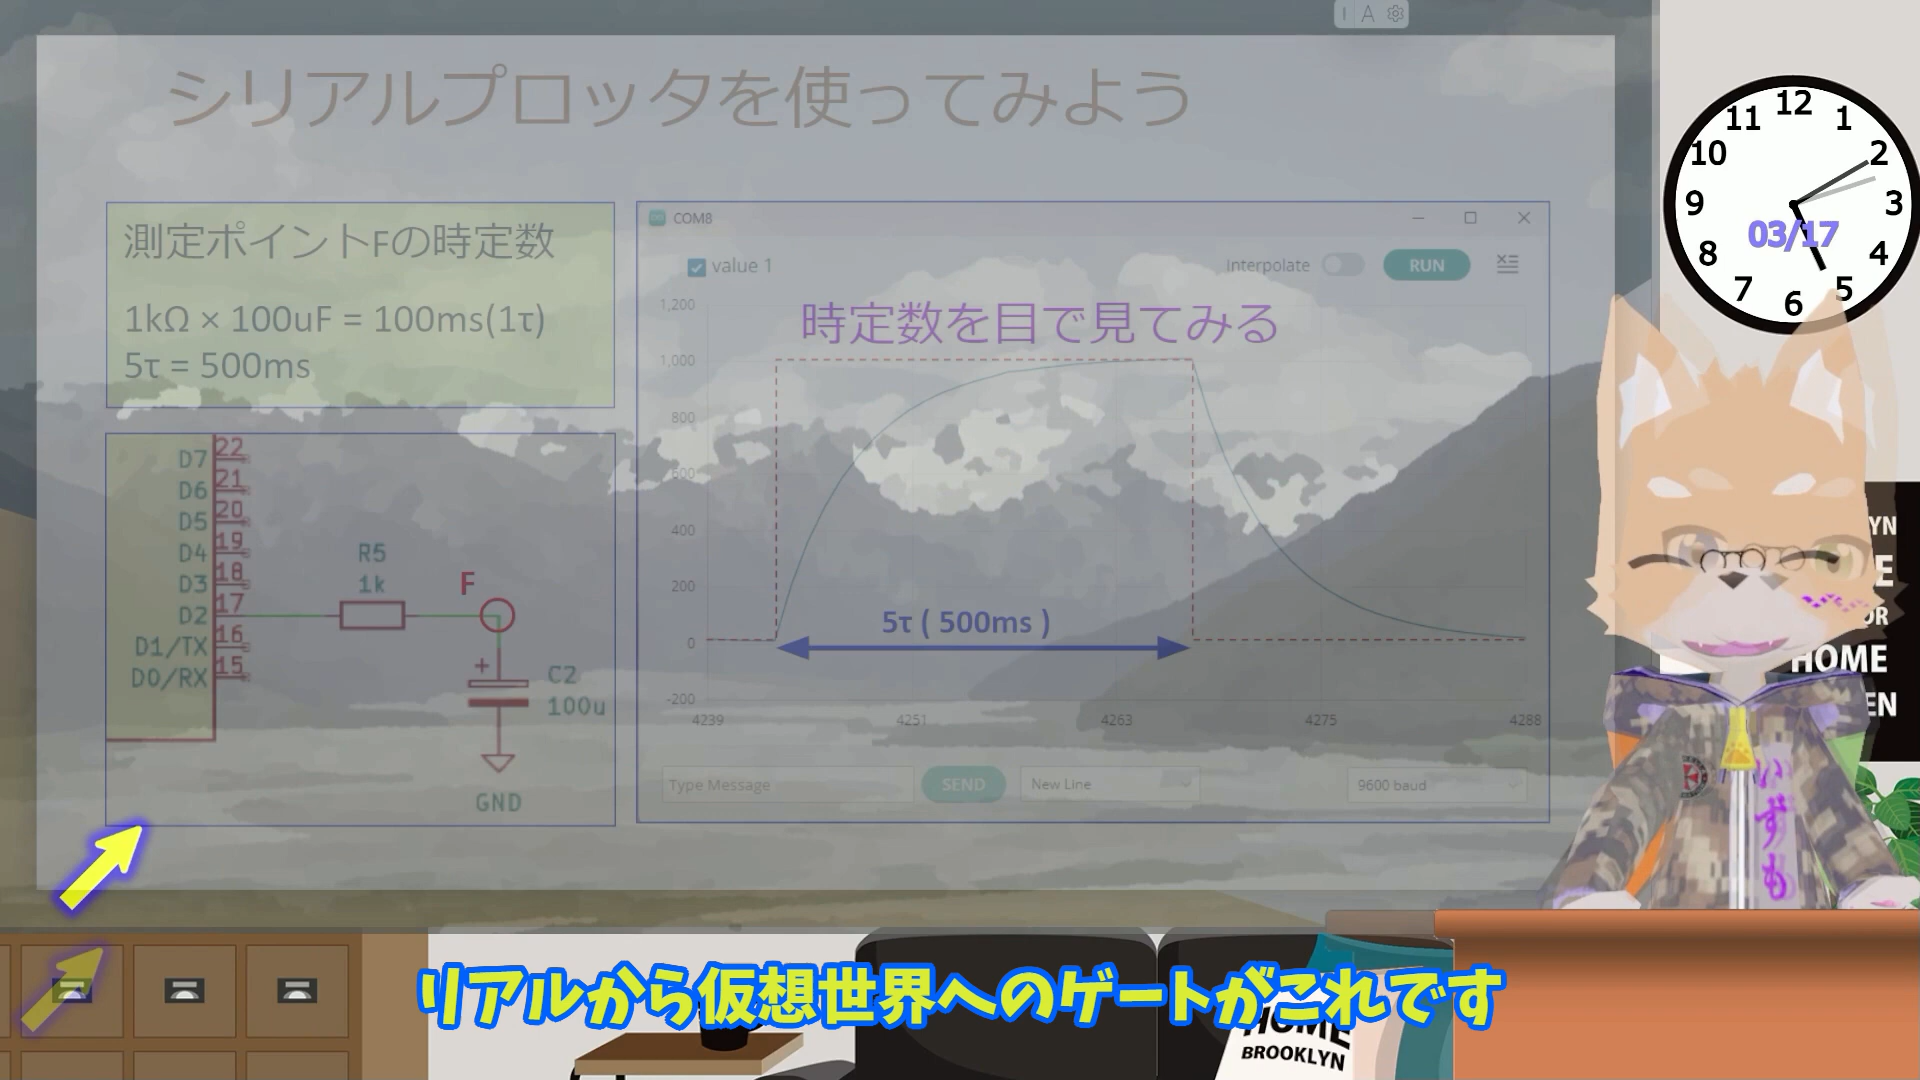 I A
シリアルプロッタを使ってみよう
測定ポイントFの時定数
1kΩ × 100uF = 100ms(1τ)
5τ = 500ms
D7 22
D6 21
D5 20
D4 19
D3 18
D2 17
D1/TX 16
D0/RX 15
R5
1k
F
+
C2
100u
GND
COM8
value 1
Interpolate
RUN
時定数を目で見てみる
1,200
1,000
800
600
400
200
0
-200
5τ ( 500ms )
4239 4251 4263 4275 4288
Type Message
SEND
New Line
9600 baud
12
1
2
3
4
5
6
7
8
9
10
11
03/17
YN
E
OR
HOME
EN
いずも
リアルから仮想世界へのゲートがこれです
HOME
BROOKLYN